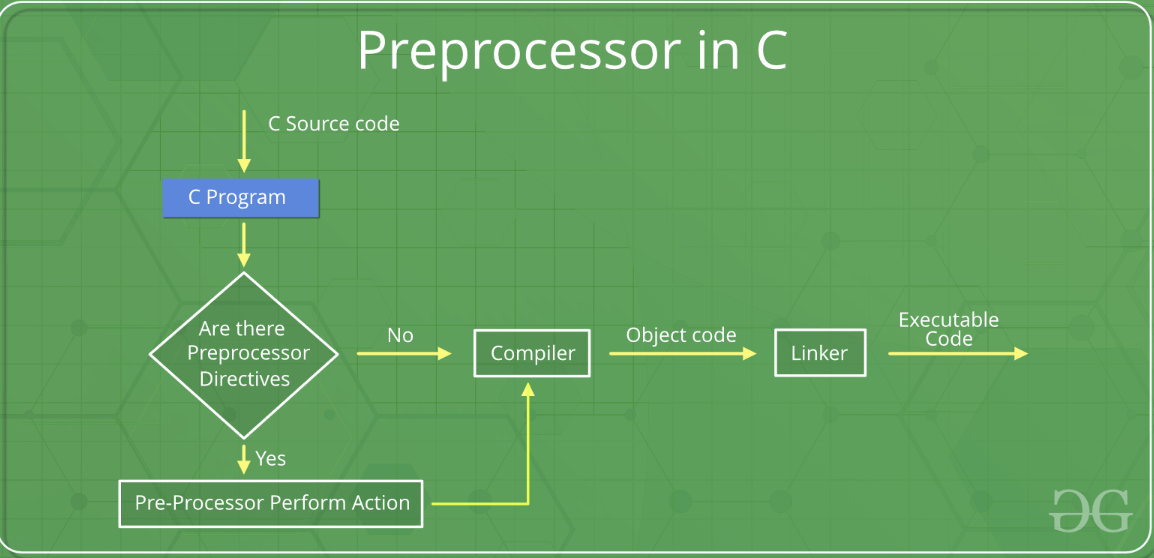 Preprocessor in C
C Source code
C Program
Are there
Preprocessor
Directives
No
Compiler
Object code
Linker
Executable
Code
Yes
Pre-Processor Perform Action
GG